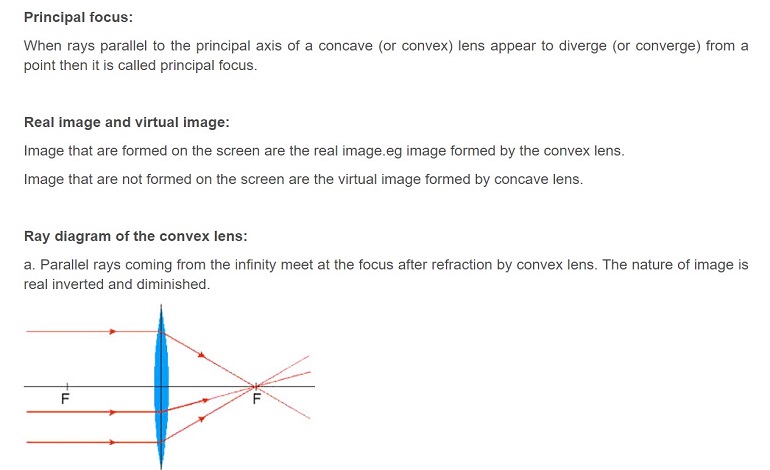 Principal focus:
When rays parallel to the principal axis of a concave (or convex) lens appear to diverge (or converge) from a
point then it is called principal focus.
Real image and virtual image:
Image that are formed on the screen are the real image.eg image formed by the convex lens.
Image that are not formed on the screen are the virtual image formed by concave lens.
Ray diagram of the convex lens:
a. Parallel rays coming from the infinity meet at the focus after refraction by convex lens. The nature of image is
real inverted and diminished.
F
F